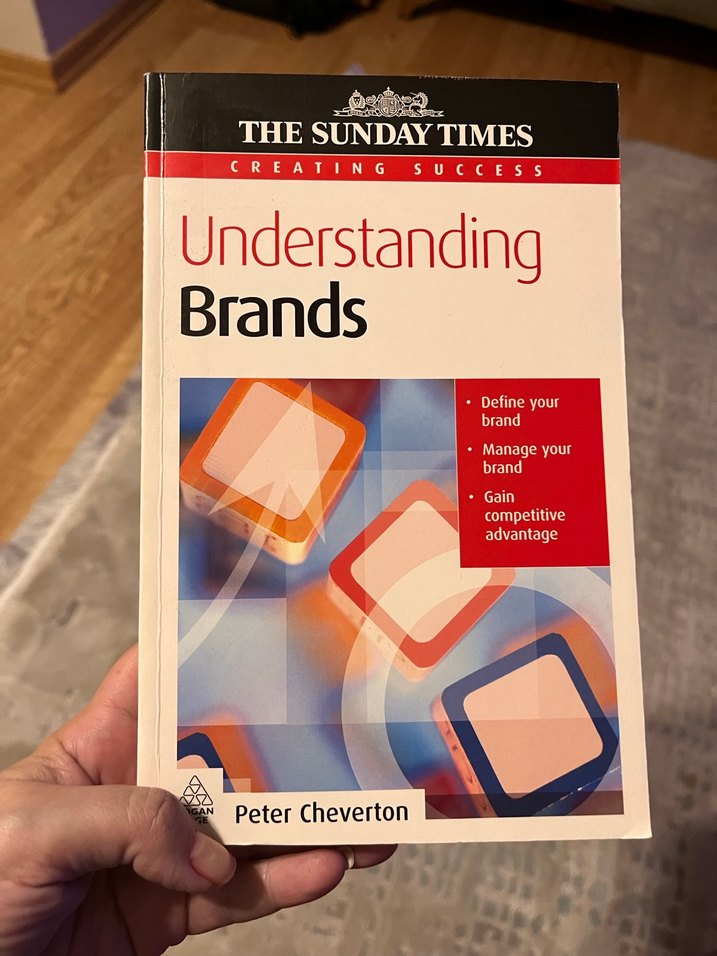 THE SUNDAY TIMES
CREATING SUCCESS
Understanding
Brands
• Define your
brand
• Manage your
brand
• Gain
competitive
advantage
Peter Cheverton